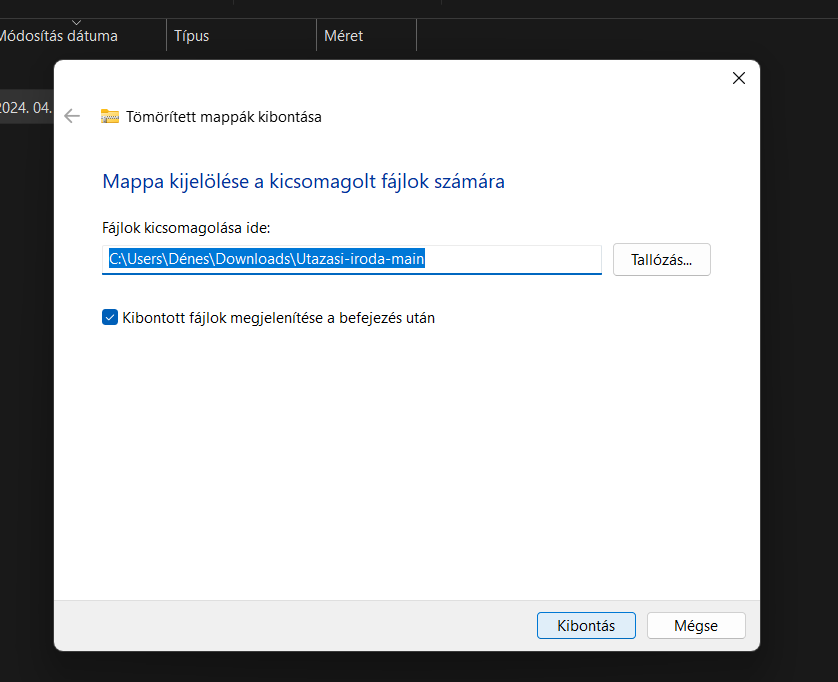 Módosítás dátuma
Típus
Méret
2024. 04.
Tömörített mappák kibontása
Mappa kijelölése a kicsomagolt fájlok számára
Fájlok kicsomagolása ide:
C:\Users\Dénes\Downloads\Utazasi-iroda-main
Tallózás...
Kibontott fájlok megjelenítése a befejezés után
Kibontás
Mégse